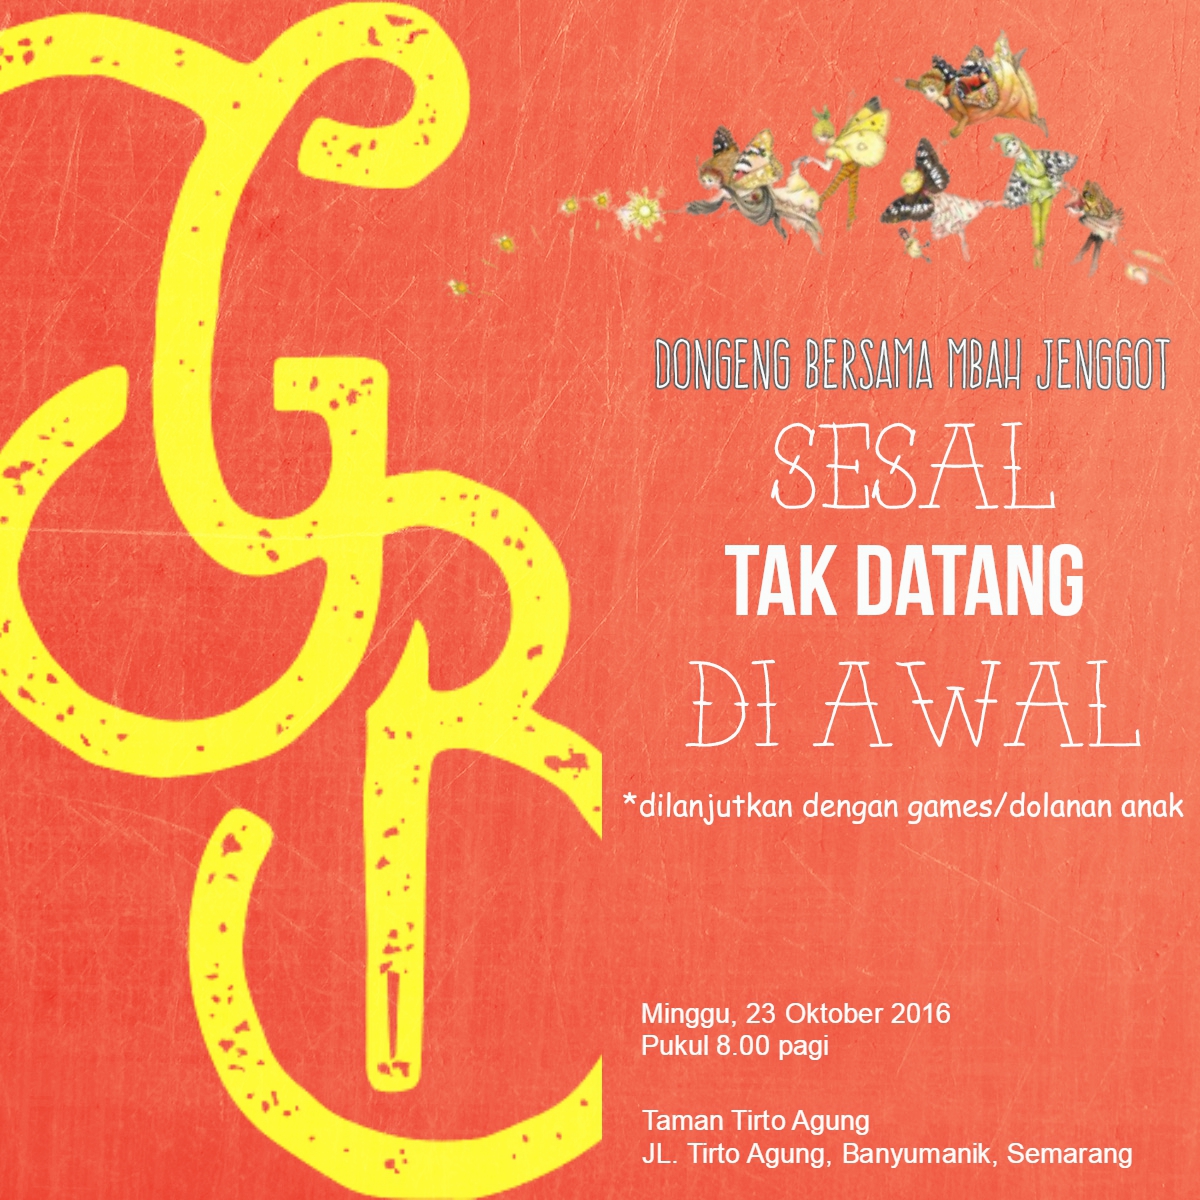 DONGENG BERSAMA MBAH JENGGOT
SESAL
TAK DATANG
DI AWAL
*dilanjutkan dengan games/dolanan anak
Minggu, 23 Oktober 2016
Pukul 8.00 pagi
Taman Tirto Agung
JL. Tirto Agung, Banyumanik, Semarang